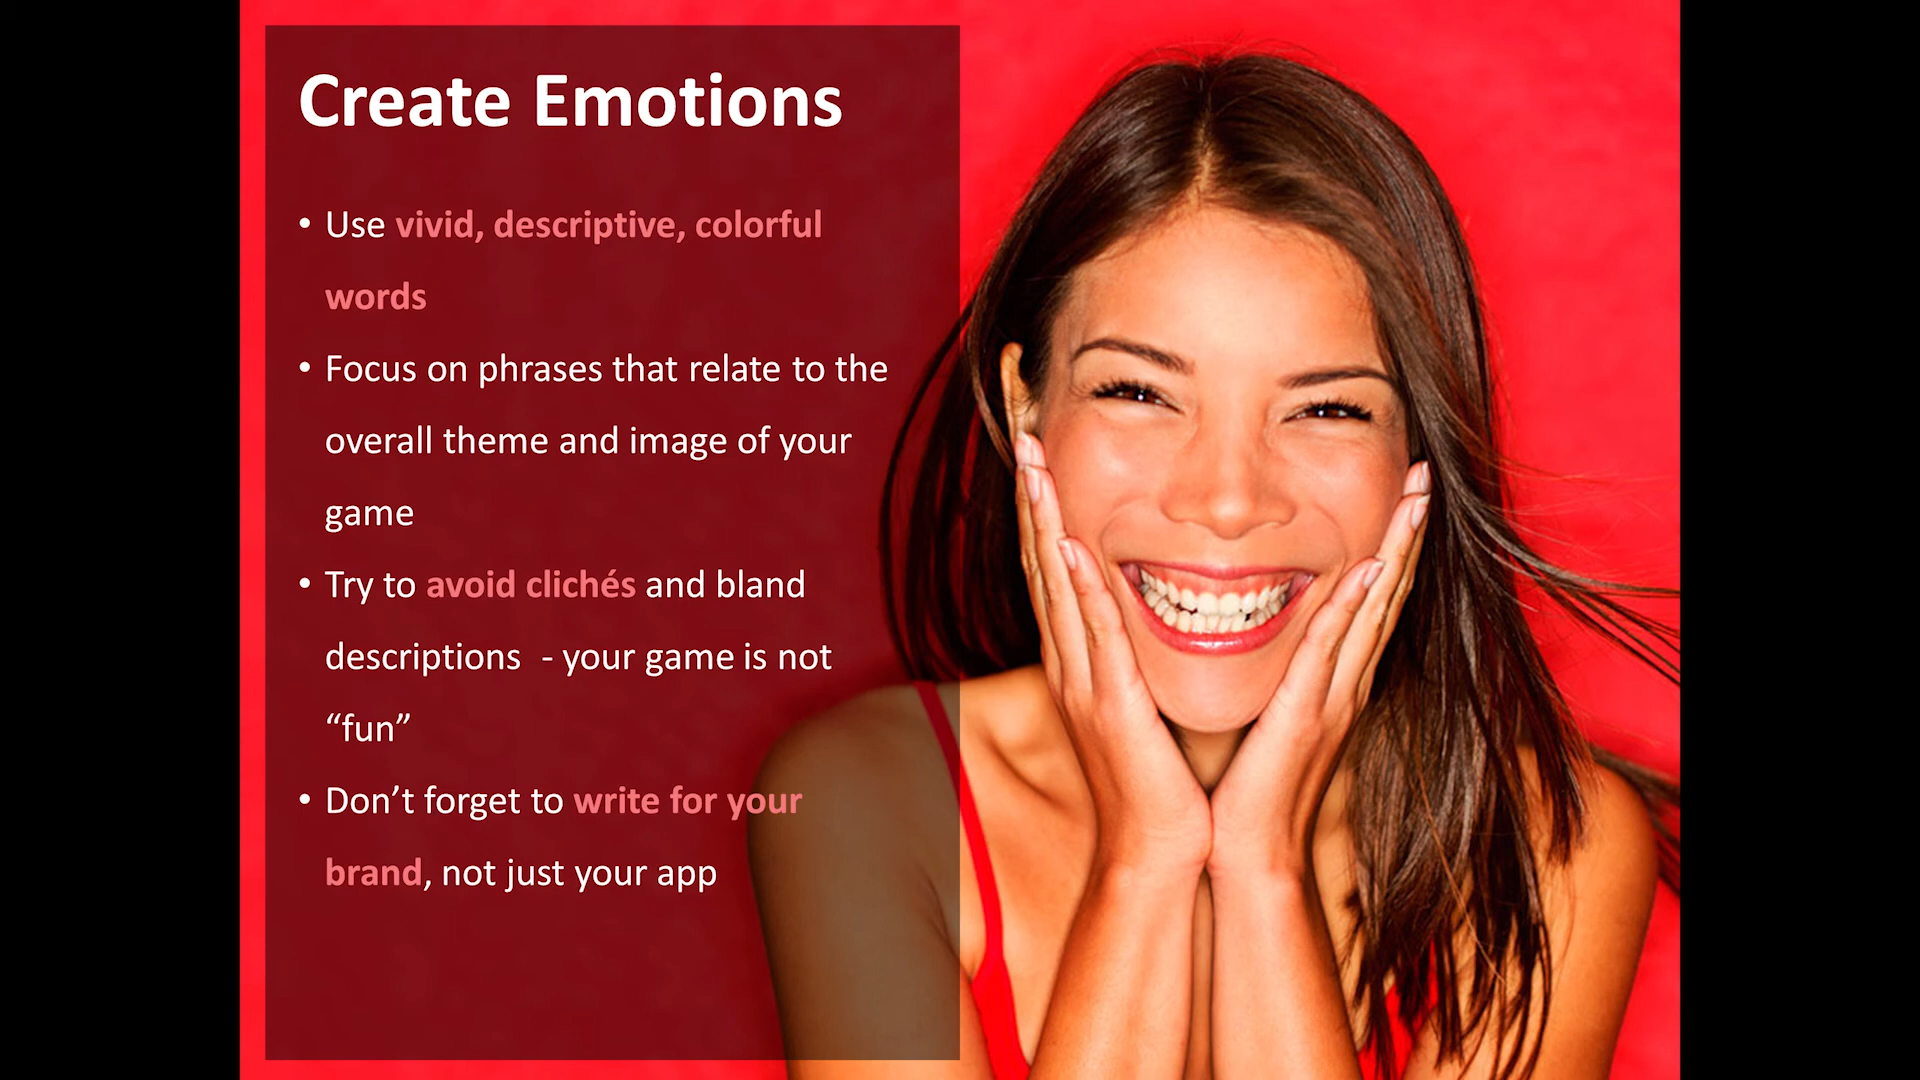 Create Emotions
• Use vivid, descriptive, colorful
words
• Focus on phrases that relate to the
overall theme and image of your
game
• Try to avoid clichés and bland
descriptions  - your game is not
“fun”
• Don’t forget to write for your
brand, not just your app